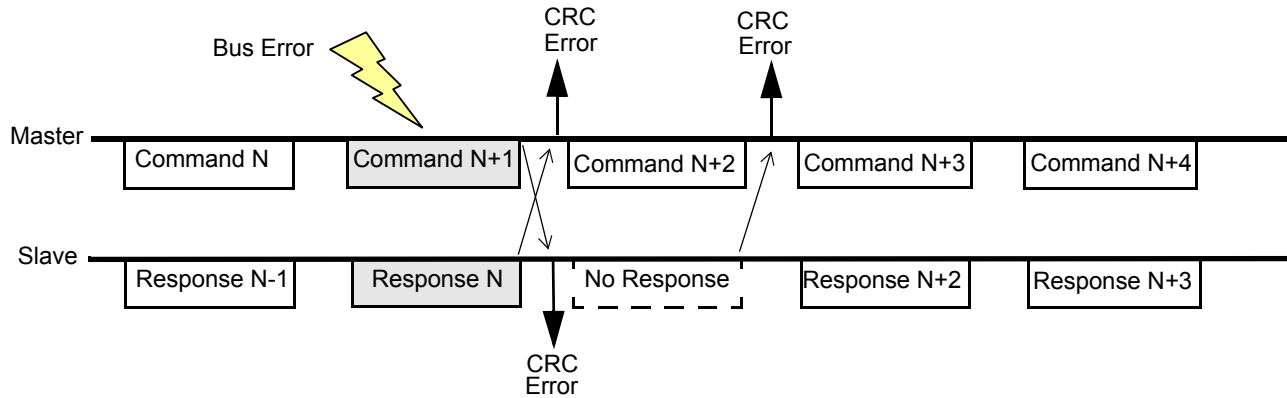 CRC
Error
CRC
Error
Bus Error
Master
Command N
Command N+1
Command N+2
Command N+3
Command N+4
Slave
Response N-1
Response N
No Response
Response N+2
Response N+3
CRC
Error